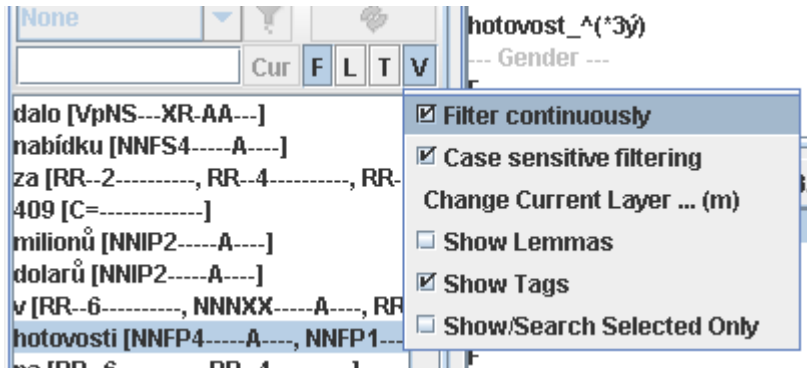 None
Cur F L T V
dalo [VpNS---XR-AA---]
nabídku [NNFS4-----A----]
za [RR--2----------, RR--4----------, RR-
409 [C=-------------]
milionů [NNIP2-----A----]
dolarů [NNIP2-----A----]
v [RR--6----------, NNNXX-----A----, RR
hotovosti [NNFP4-----A----, NNFP1---
hotovost_^(*3ý)
--- Gender ---
F
Filter continuously
Case sensitive filtering
Change Current Layer ... (m)
Show Lemmas
Show Tags
Show/Search Selected Only